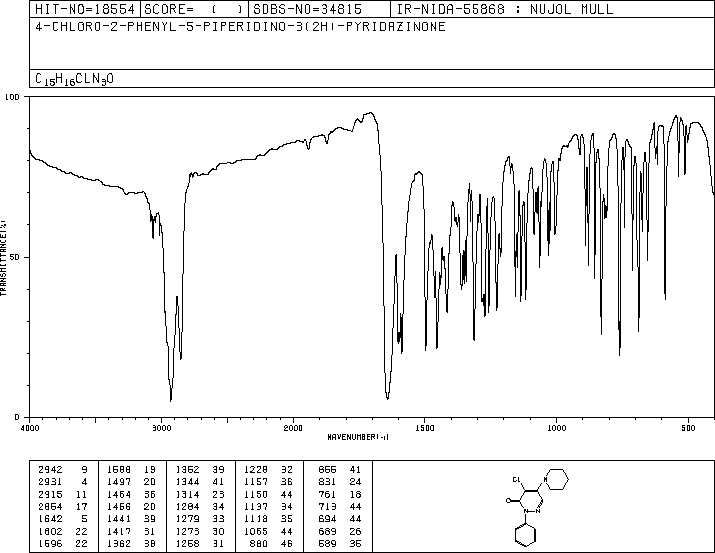 HIT-NO=18554 SCORE= ( ) SDBS-NO=34815 IR-NIDA-55868 : NUJOL MULL
4-CHLORO-2-PHENYL-5-PIPERIDINO-3(2H)-PYRIDAZINONE
C15H16CLN3O
100
50
0
TRANSMITTANCE(%)
4000 3000 2000 1500 1000 500
WAVENUMBER(-1)
2942 9 1588 19 1352 39 1228 32 866 41
2931 4 1497 20 1344 41 1157 36 831 24
2915 11 1464 36 1314 23 1150 44 761 18
2854 17 1456 20 1284 34 1137 34 713 44
1642 5 1441 39 1279 33 1118 35 694 44
1602 22 1417 31 1273 30 1065 44 689 26
1596 22 1362 38 1258 31 880 46 589 35
Cl
N
O
N
N